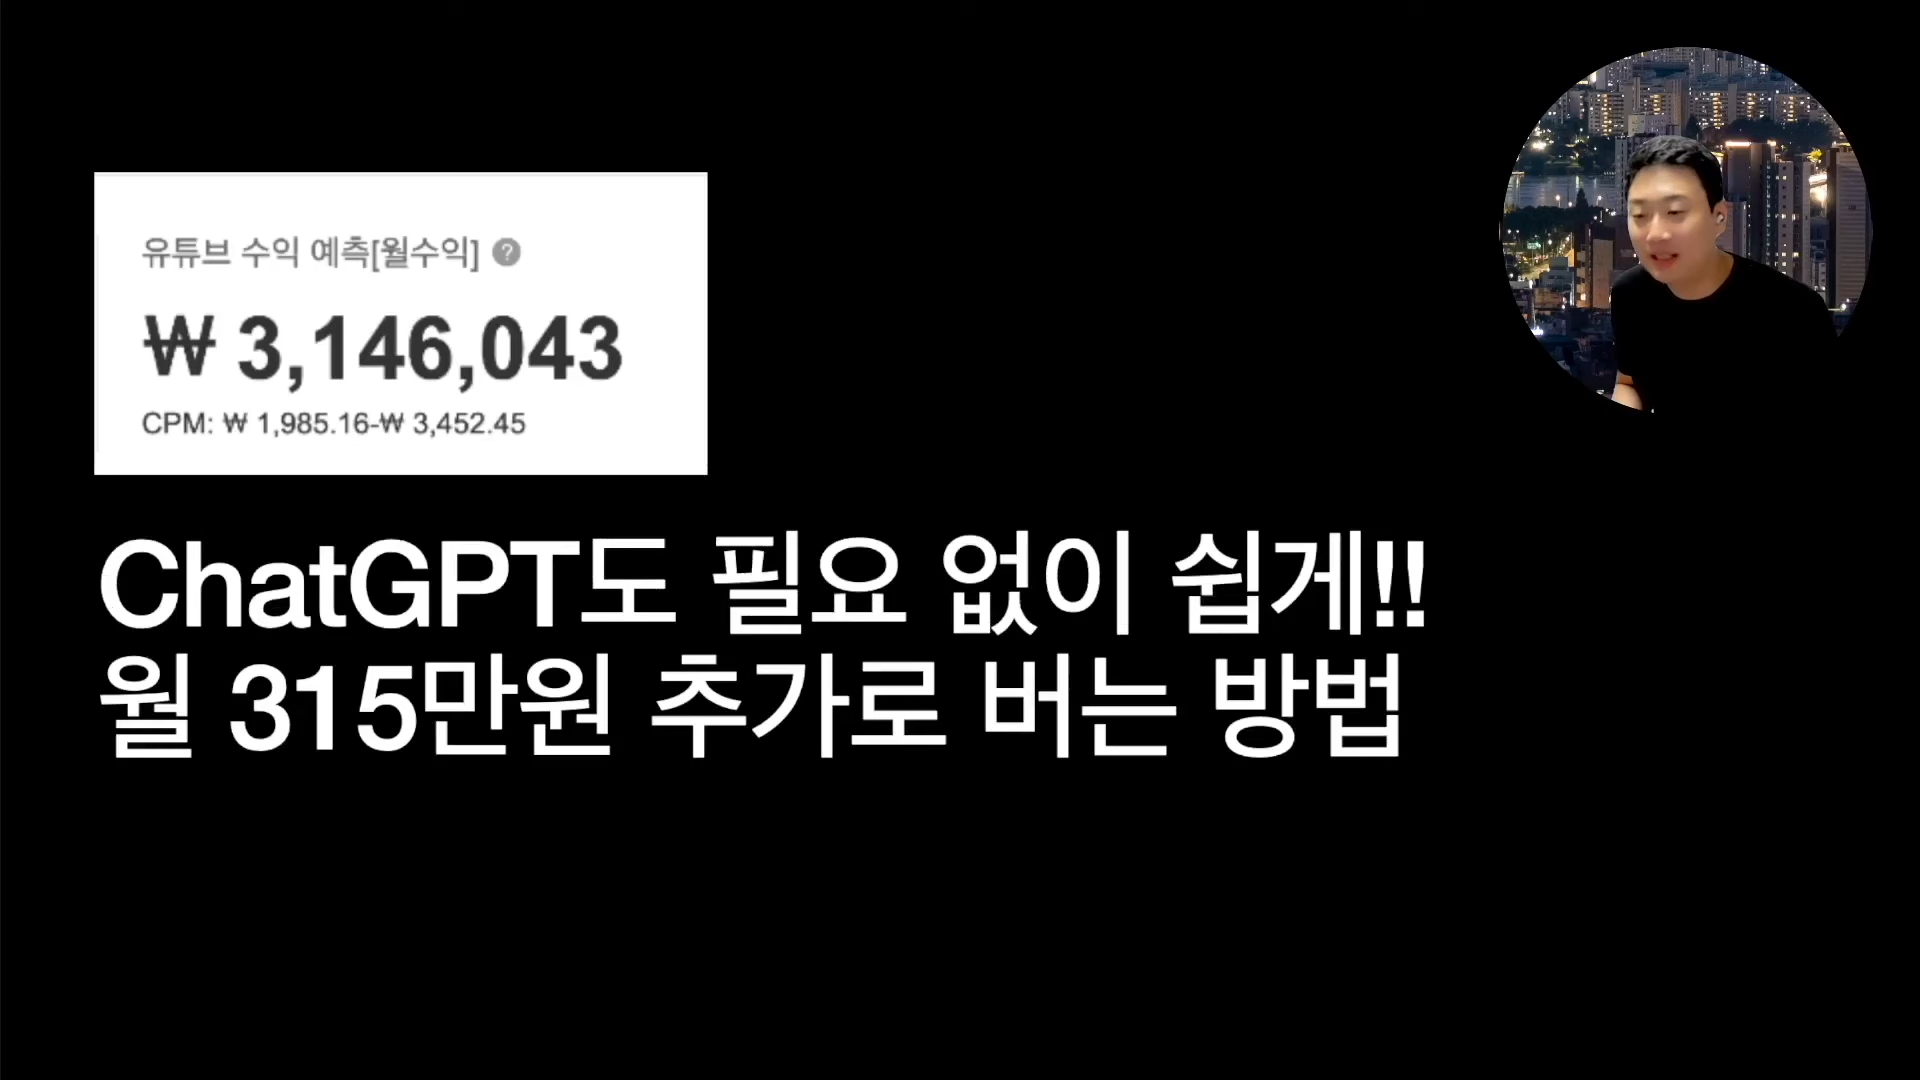 유튜브 수익 예측[월수익] ?
₩ 3,146,043
CPM: ₩ 1,985.16-₩ 3,452.45
ChatGPT도 필요 없이 쉽게!!
월 315만원 추가로 버는 방법